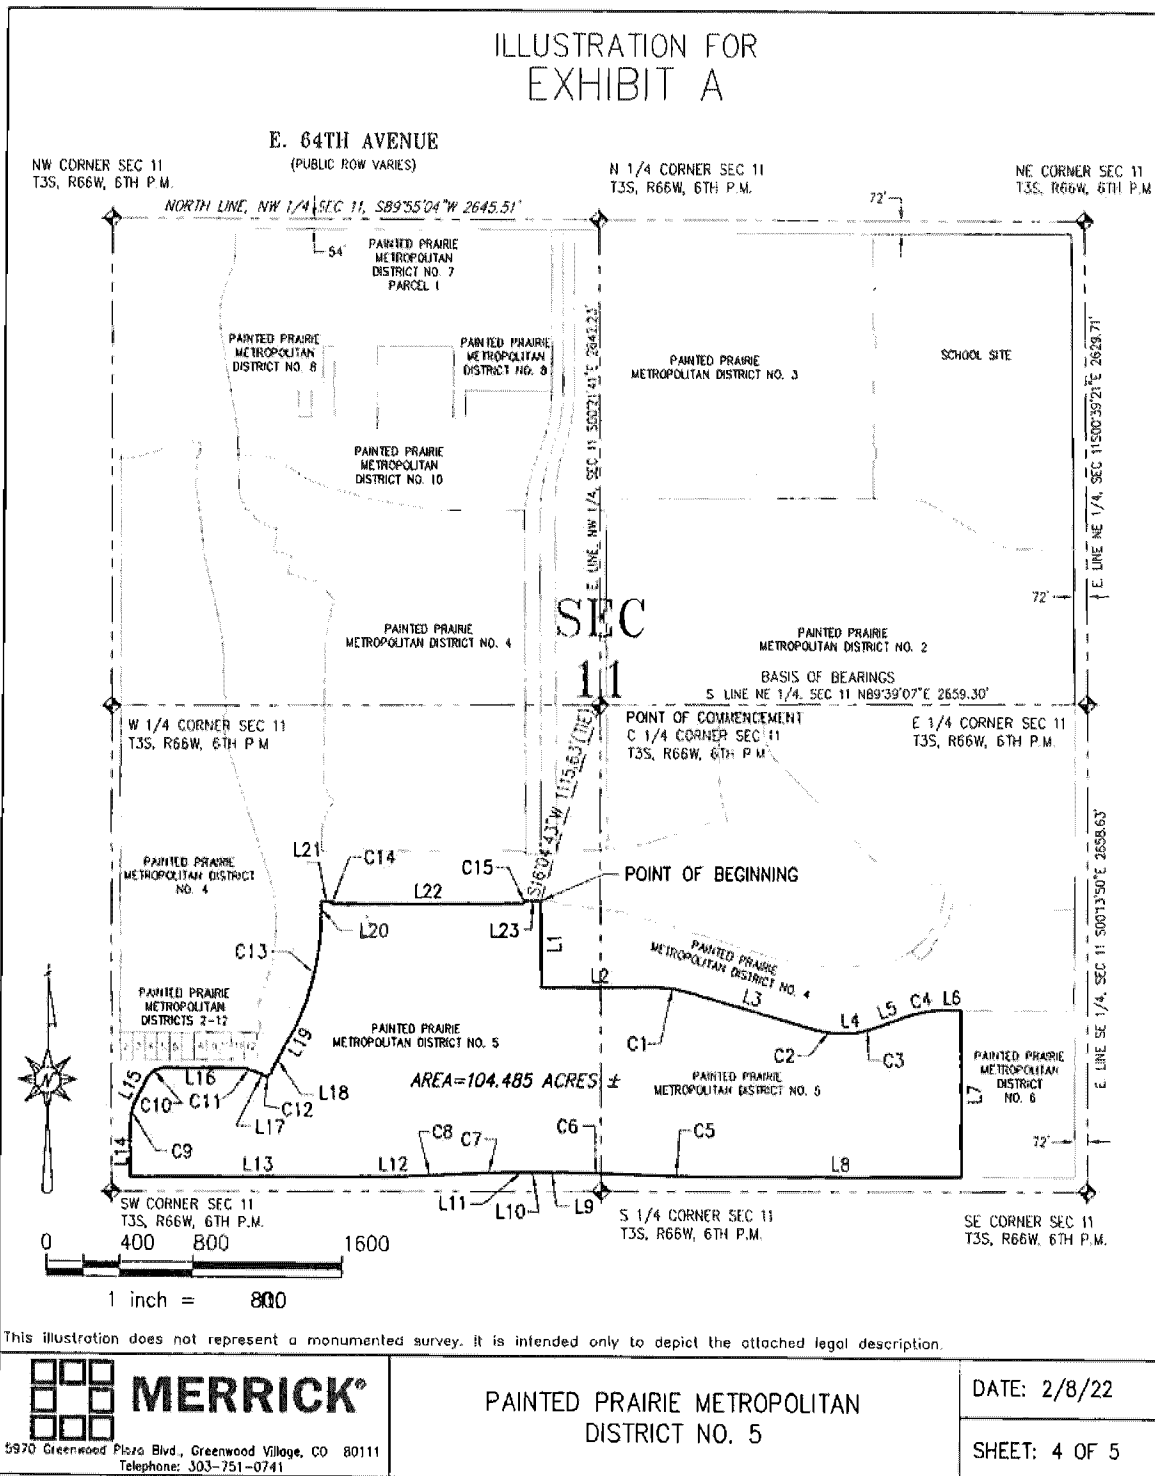 ILLUSTRATION FOR
EXHIBIT A
E. 64TH AVENUE
(PUBLIC ROW VARIES)
NW CORNER SEC 11
T3S, R66W, 6TH P.M.
N 1/4 CORNER SEC 11
T3S, R66W, 6TH P.M.
NE CORNER SEC 11
T3S, R66W, 6TH P.M
NORTH LINE, NW 1/4 SEC 11, S89°55'04"W 2645.51'
72'
54'
PAINTED PRAIRIE
METROPOLITAN
DISTRICT NO. 7
PARCEL 1
PAINTED PRAIRIE
METROPOLITAN
DISTRICT NO. 8
PAINTED PRAIRIE
METROPOLITAN
DISTRICT NO. 9
PAINTED PRAIRIE
METROPOLITAN DISTRICT NO. 3
SCHOOL SITE
E. LINE, NW 1/4, SEC 11 S00°21'41"E
E. LINE NE 1/4, SEC 11 S00°39'21"E 2629.71'
PAINTED PRAIRIE
METROPOLITAN
DISTRICT NO. 10
72'
SEC
11
PAINTED PRAIRIE
METROPOLITAN DISTRICT NO. 4
PAINTED PRAIRIE
METROPOLITAN DISTRICT NO. 2
BASIS OF BEARINGS
S LINE NE 1/4, SEC 11 N89°39'07"E 2659.30'
W 1/4 CORNER SEC 11
T3S, R66W, 6TH P.M
POINT OF COMMENCEMENT
C 1/4 CORNER SEC 11
T3S, R66W, 6TH P.M
E 1/4 CORNER SEC 11
T3S, R66W, 6TH P.M.
S16°04'43"W 1115.63'(TIE)
E LINE SE 1/4, SEC 11 S00°13'50"E 2658.63'
L21
C14
C15
PAINTED PRAIRIE
METROPOLITAN DISTRICT
NO. 4
L22
POINT OF BEGINNING
L20
L23
L1
C13
PAINTED PRAIRIE
METROPOLITAN
DISTRICT NO. 4
L2
L3
PAINTED PRAIRIE
METROPOLITAN
DISTRICTS 2-12
PAINTED PRAIRIE
METROPOLITAN DISTRICT NO. 5
L19
C1
C2
L4
L5
C4
L6
C3
AREA=104.485 ACRES ±
PAINTED PRAIRIE
METROPOLITAN DISTRICT NO. 5
PAINTED PRAIRIE
METROPOLITAN
DISTRICT
NO. 6
L7
N
L15
L16
C10
C11
L17
C12
L18
C9
L14
L13
L12
C8
C7
C6
C5
L8
72'
L11
L10
L9
SW CORNER SEC 11
T3S, R66W, 6TH P.M.
S 1/4 CORNER SEC 11
T3S, R66W, 6TH P.M.
SE CORNER SEC 11
T3S, R66W, 6TH P.M.
0 400 800 1600
1 inch =
This illustration does not represent a monumented survey. It is intended only to depict the attached legal description.
MERRICK®
5970 Greenwood Plaza Blvd., Greenwood Village, CO 80111
Telephone: 303-751-0741
PAINTED PRAIRIE METROPOLITAN
DISTRICT NO. 5
DATE: 2/8/22
SHEET: 4 OF 5